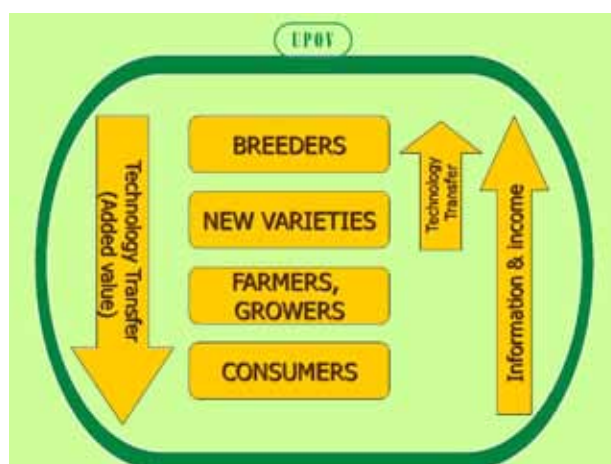 UPOV
Technology Transfer
(Added value)
BREEDERS
NEW VARIETIES
FARMERS,
GROWERS
CONSUMERS
Technology
Transfer
Information & income